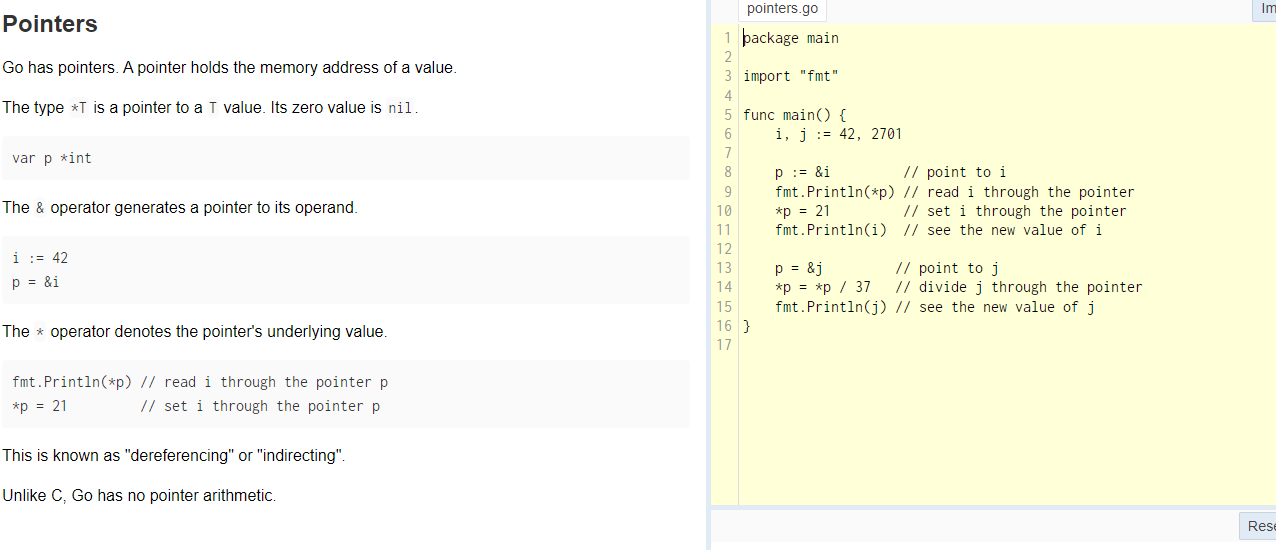 Pointers
Go has pointers. A pointer holds the memory address of a value.
The type *T is a pointer to a T value. Its zero value is nil.
var p *int
The & operator generates a pointer to its operand.
i := 42
p = &i
The * operator denotes the pointer's underlying value.
fmt.Println(*p) // read i through the pointer p
*p = 21         // set i through the pointer p
This is known as "dereferencing" or "indirecting".
Unlike C, Go has no pointer arithmetic.
pointers.go
Im
1 package main
2
3 import "fmt"
4
5 func main() {
6     i, j := 42, 2701
7
8     p := &i         // point to i
9     fmt.Println(*p) // read i through the pointer
10     *p = 21         // set i through the pointer
11     fmt.Println(i)  // see the new value of i
12
13     p = &j         // point to j
14     *p = *p / 37   // divide j through the pointer
15     fmt.Println(j) // see the new value of j
16 }
17
Res